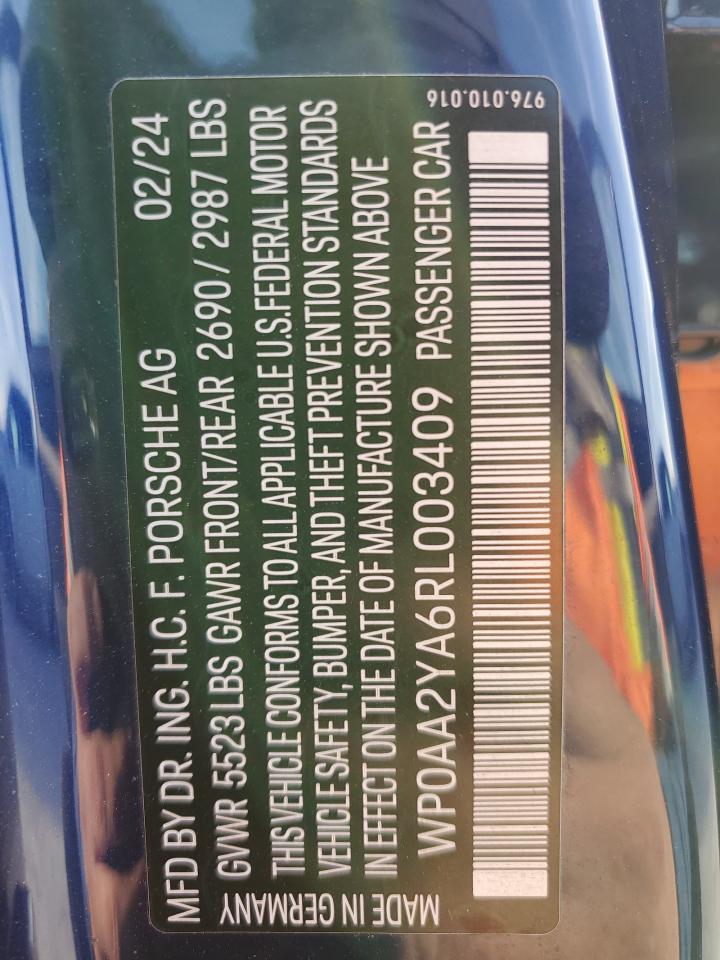 MFD BY DR. ING. H.C. F. PORSCHE AG 02/24
GVWR 5523 LBS GAWR FRONT/REAR 2690 / 2987 LBS
THIS VEHICLE CONFORMS TO ALL APPLICABLE U.S. FEDERAL MOTOR
VEHICLE SAFETY, BUMPER, AND THEFT PREVENTION STANDARDS
IN EFFECT ON THE DATE OF MANUFACTURE SHOWN ABOVE
WP0AA2YA6RL003409 PASSENGER CAR
MADE IN GERMANY
976.010.016